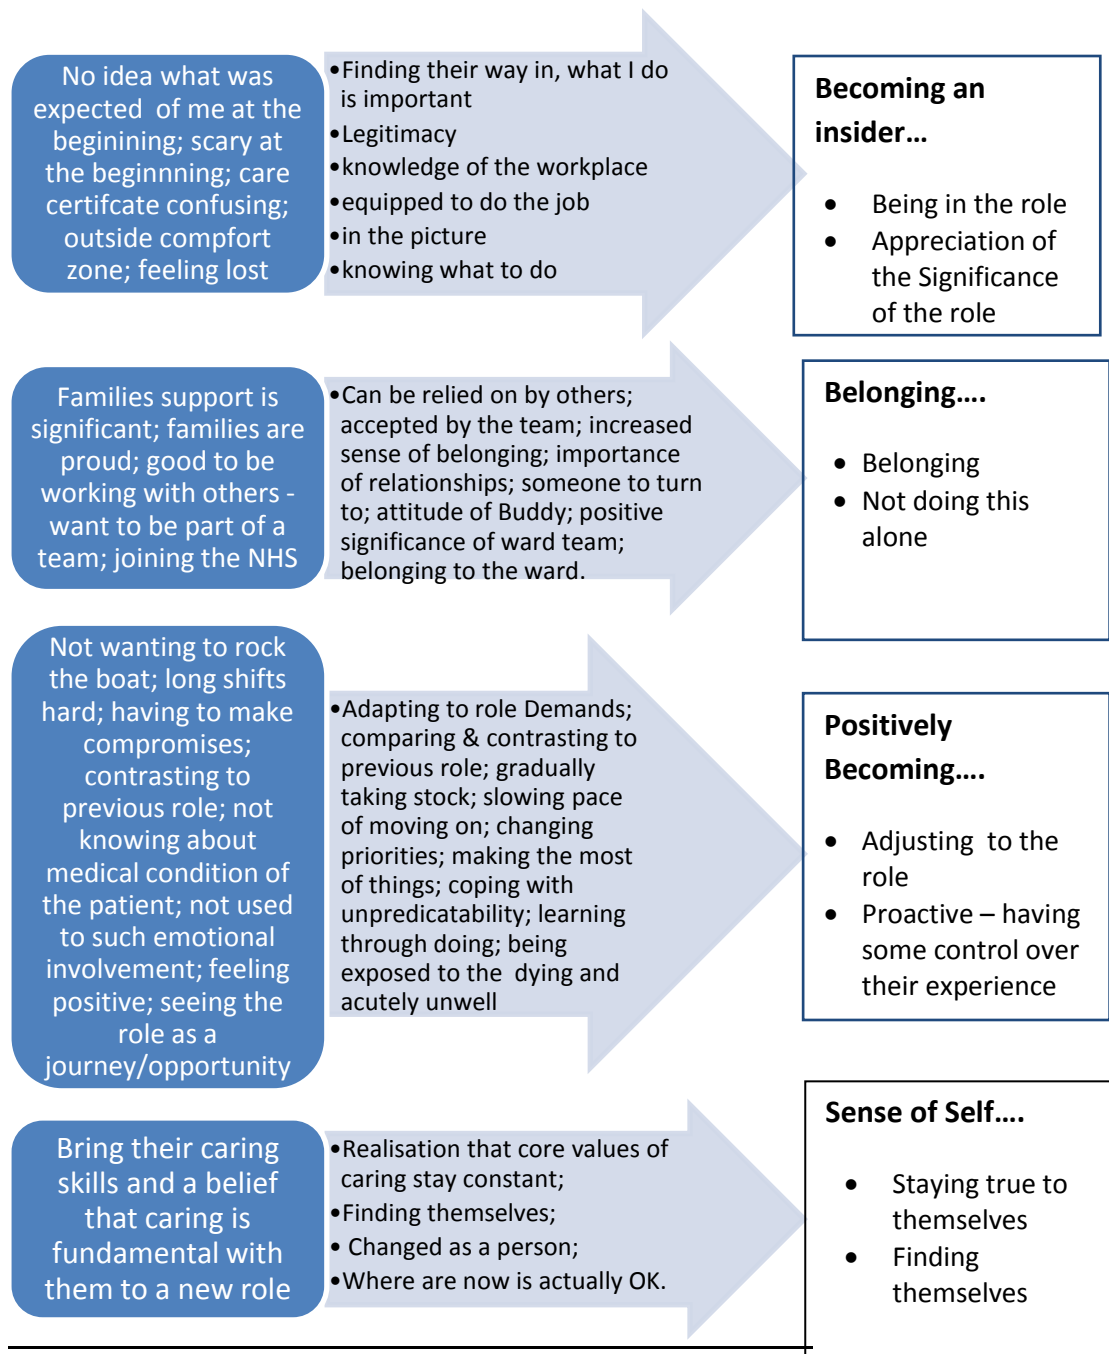 No idea what was
expected of me at the
beginining; scary at
the beginnning; care
certifcate confusing;
outside compfort
zone; feeling lost
•Finding their way in, what I do
is important
•Legitimacy
•knowledge of the workplace
•equipped to do the job
•in the picture
•knowing what to do
Becoming an
insider…
• Being in the role
• Appreciation of
the Significance
of the role
Families support is
significant; families are
proud; good to be
working with others -
want to be part of a
team; joining the NHS
•Can be relied on by others;
accepted by the team; increased
sense of belonging; importance
of relationships; someone to turn
to; attitude of Buddy; positive
significance of ward team;
belonging to the ward.
Belonging….
• Belonging
• Not doing this
alone
Not wanting to rock
the boat; long shifts
hard; having to make
compromises;
contrasting to
previous role; not
knowing about
medical condition of
the patient; not used
to such emotional
involvement; feeling
positive; seeing the
role as a
journey/opportunity
•Adapting to role Demands;
comparing & contrasting to
previous role; gradually
taking stock; slowing pace
of moving on; changing
priorities; making the most
of things; coping with
unpredicatability; learning
through doing; being
exposed to the dying and
acutely unwell
Positively
Becoming….
• Adjusting to the
role
• Proactive – having
some control over
their experience
Bring their caring
skills and a belief
that caring is
fundamental with
them to a new role
•Realisation that core values of
caring stay constant;
•Finding themselves;
• Changed as a person;
•Where are now is actually OK.
Sense of Self….
• Staying true to
themselves
• Finding
themselves